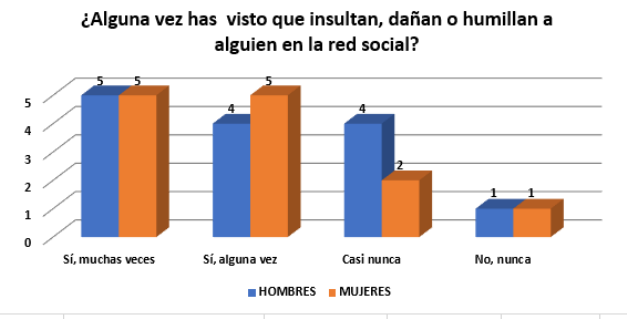 ¿Alguna vez has visto que insultan, dañan o humillan a
alguien en la red social?
5 5 4 5 4 2 1 1
5
4
3
2
1
0
Sí, muchas veces Sí, alguna vez Casi nunca No, nunca
HOMBRES MUJERES